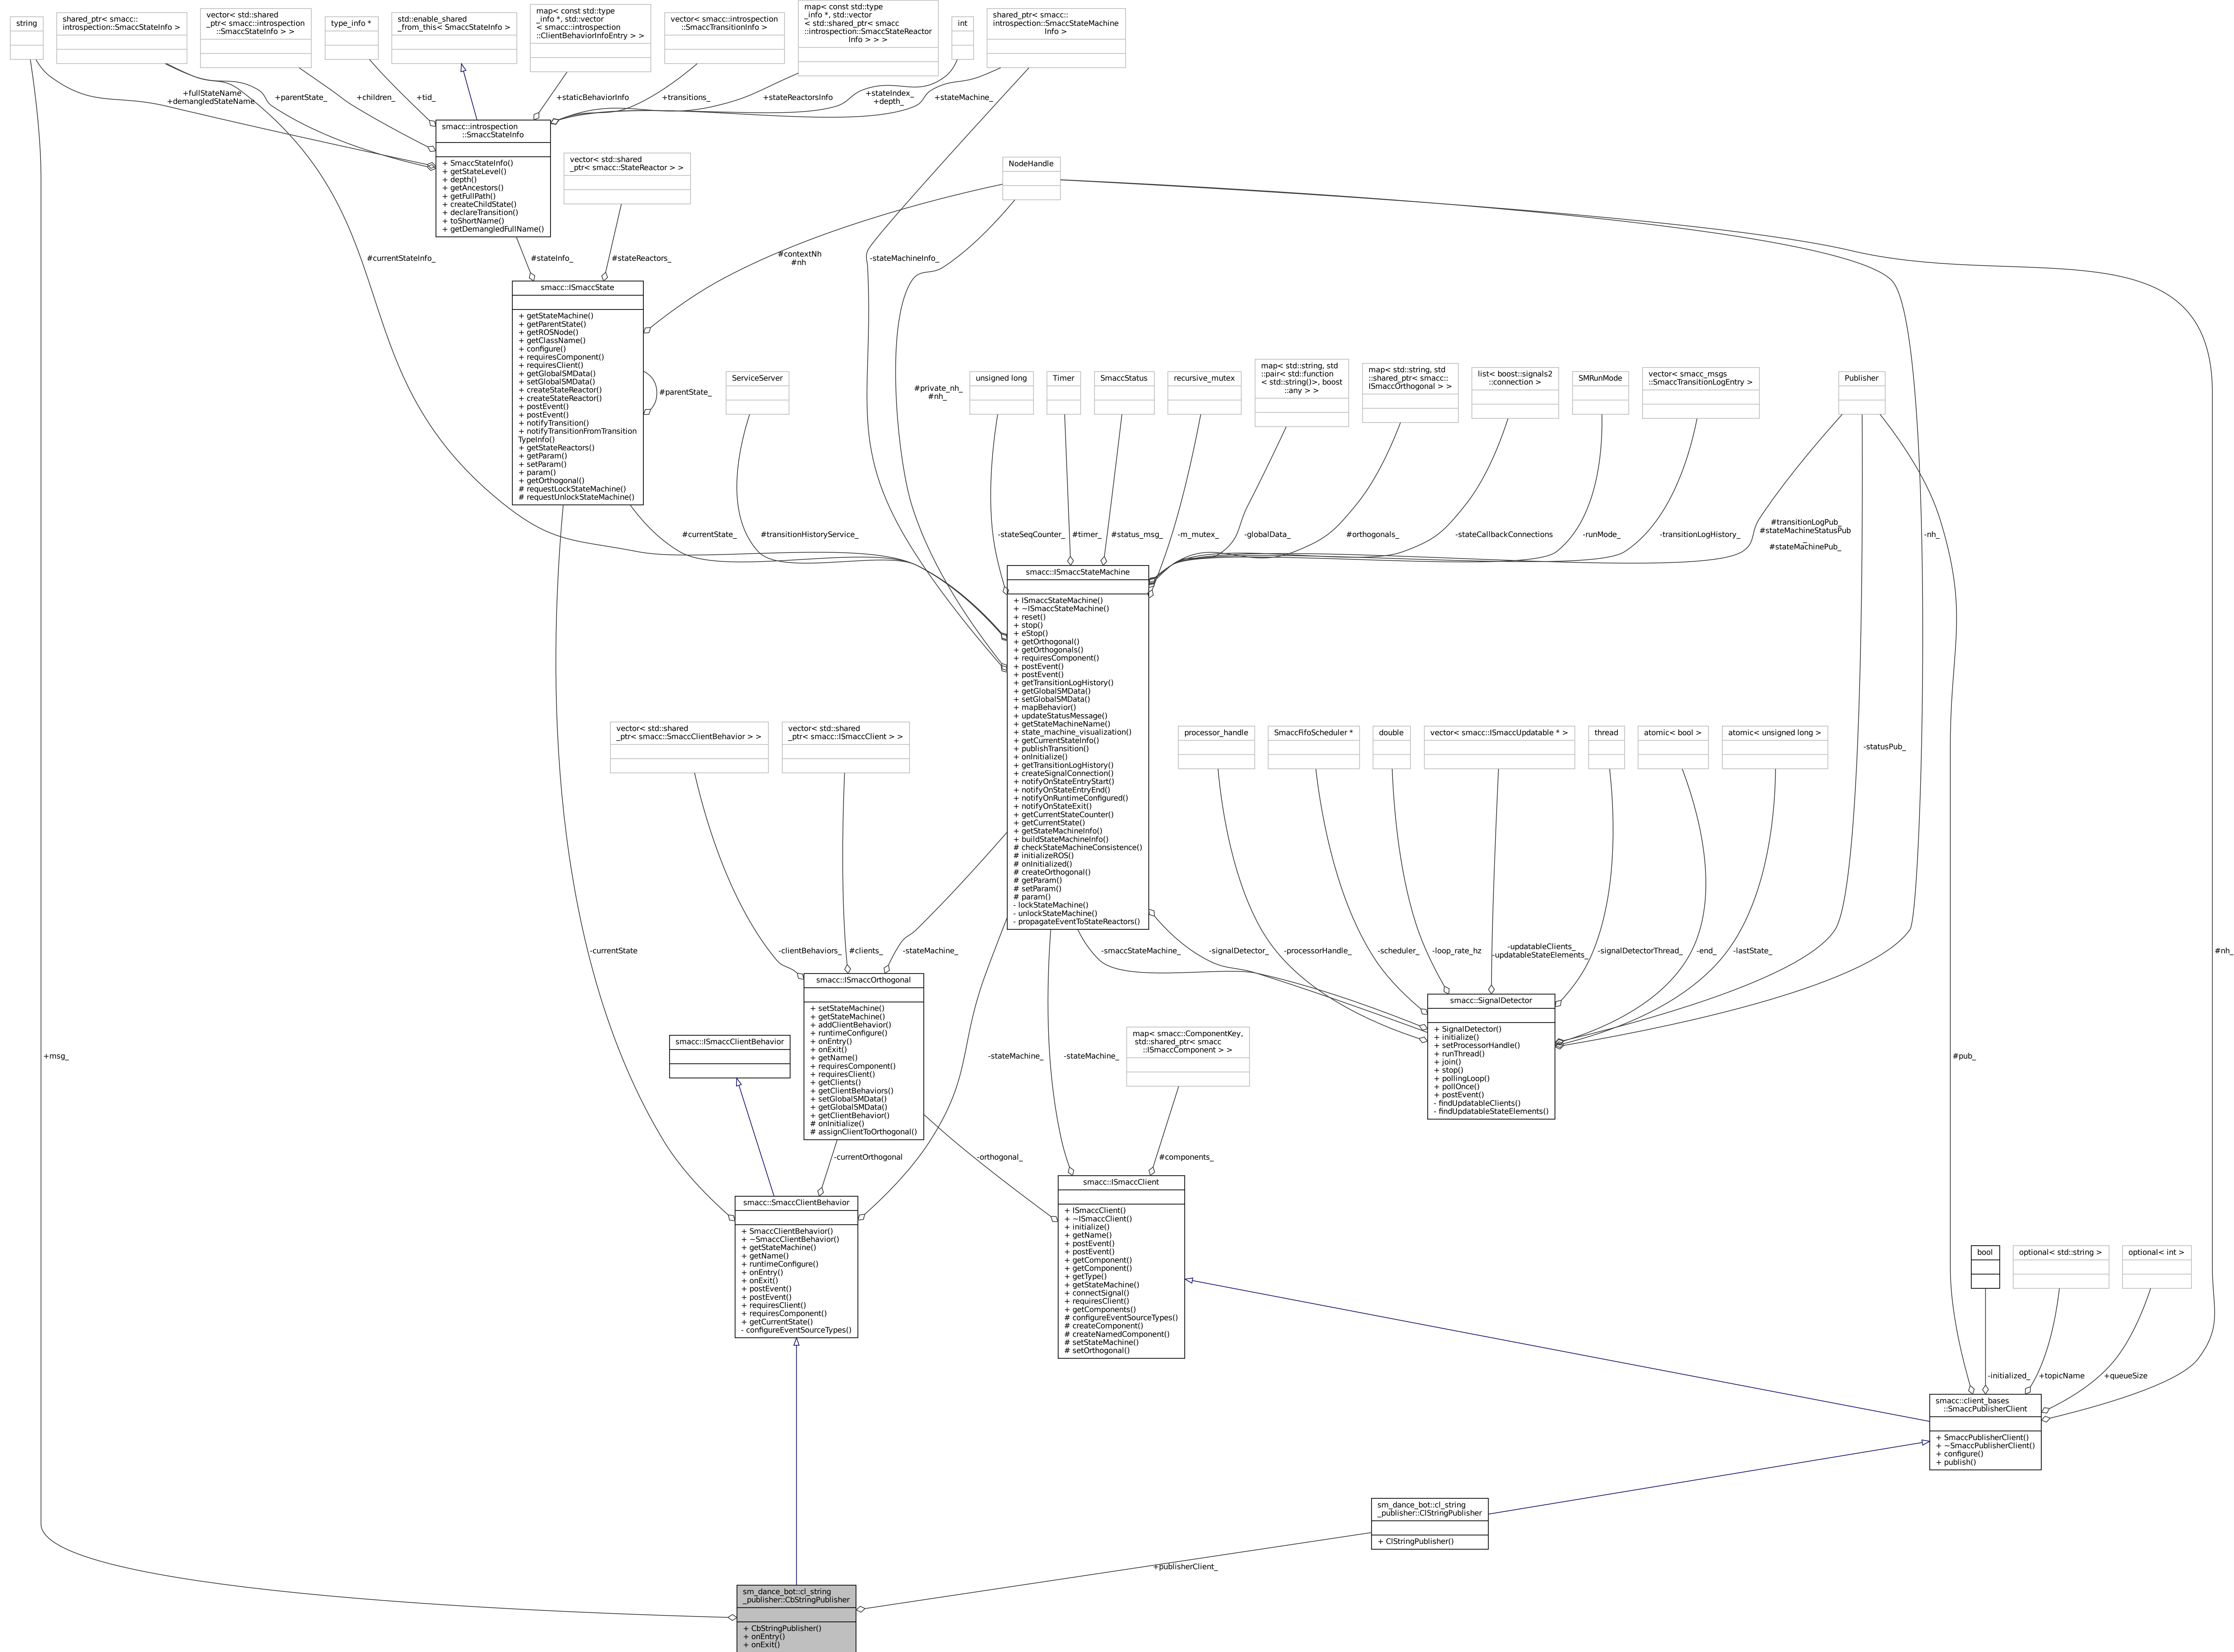 string
shared_ptr< smacc::
introspection::SmaccStateInfo >
vector< std::shared
_ptr< smacc::introspection
::SmaccStateInfo > >
type_info *
std::enable_shared
_from_this< SmaccStateInfo >
map< const std::type
_info *, std::vector
< smacc::introspection
::ClientBehaviorInfoEntry > >
vector< smacc::introspection
::SmaccTransitionInfo >
map< const std::type
_info *, std::vector
< std::shared_ptr< smacc
::introspection::SmaccStateReactor
Info > > >
int
shared_ptr< smacc::
introspection::SmaccStateMachine
Info >
+fullStateName
+demangledStateName
+parentState_
+children_
+tid_
+staticBehaviorInfo
+transitions_
+stateReactorsInfo
+stateIndex_
+depth_
+stateMachine_
smacc::introspection
::SmaccStateInfo
+ SmaccStateInfo()
+ getStateLevel()
+ depth()
+ getAncestors()
+ getFullPath()
+ createChildState()
+ declareTransition()
+ toShortName()
+ getDemangledFullName()
vector< std::shared
_ptr< smacc::StateReactor > >
NodeHandle
#currentStateInfo_
#stateInfo_
#stateReactors_
#contextNh
#nh
-stateMachineInfo_
smacc::ISmaccState
+ getStateMachine()
+ getParentState()
+ getROSNode()
+ getClassName()
+ configure()
+ requiresComponent()
+ requiresClient()
+ getGlobalSMData()
+ setGlobalSMData()
+ createStateReactor()
+ createStateReactor()
+ postEvent()
+ postEvent()
+ notifyTransition()
+ notifyTransitionFromTransition
TypeInfo()
+ getStateReactors()
+ getParam()
+ setParam()
+ param()
+ getOrthogonal()
# requestLockStateMachine()
# requestUnlockStateMachine()
#parentState_
ServiceServer
#private_nh_
#nh_
unsigned long
Timer
SmaccStatus
recursive_mutex
map< std::string, std
::pair< std::function
< std::string()>, boost
::any > >
map< std::string, std
::shared_ptr< smacc::
ISmaccOrthogonal > >
list< boost::signals2
::connection >
SMRunMode
vector< smacc_msgs
::SmaccTransitionLogEntry >
Publisher
#currentState_
#transitionHistoryService_
-stateSeqCounter_
#timer_
#status_msg_
-m_mutex_
-globalData_
#orthogonals_
-stateCallbackConnections
-runMode_
-transitionLogHistory_
#transitionLogPub_
#stateMachineStatusPub
_
#stateMachinePub_
-nh_
smacc::ISmaccStateMachine
+ ISmaccStateMachine()
+ ~ISmaccStateMachine()
+ reset()
+ stop()
+ eStop()
+ getOrthogonal()
+ getOrthogonals()
+ requiresComponent()
+ postEvent()
+ postEvent()
+ getTransitionLogHistory()
+ getGlobalSMData()
+ setGlobalSMData()
+ mapBehavior()
+ updateStatusMessage()
+ getStateMachineName()
+ state_machine_visualization()
+ getCurrentStateInfo()
+ publishTransition()
+ onInitialize()
+ getTransitionLogHistory()
+ createSignalConnection()
+ notifyOnStateEntryStart()
+ notifyOnStateEntryEnd()
+ notifyOnRuntimeConfigured()
+ notifyOnStateExit()
+ getCurrentStateCounter()
+ getCurrentState()
+ getStateMachineInfo()
+ buildStateMachineInfo()
# checkStateMachineConsistence()
# initializeROS()
# onInitialized()
# createOrthogonal()
# getParam()
# setParam()
# param()
- lockStateMachine()
- unlockStateMachine()
- propagateEventToStateReactors()
vector< std::shared
_ptr< smacc::SmaccClientBehavior > >
vector< std::shared
_ptr< smacc::ISmaccClient > >
processor_handle
SmaccFifoScheduler *
double
vector< smacc::ISmaccUpdatable * >
thread
atomic< bool >
atomic< unsigned long >
-statusPub_
-currentState
-clientBehaviors_
#clients_
-stateMachine_
-smaccStateMachine_
-signalDetector_
-processorHandle_
-scheduler_
-loop_rate_hz
-updatableClients_
-updatableStateElements_
-signalDetectorThread_
-end_
-lastState_
#nh_
smacc::ISmaccOrthogonal
+ setStateMachine()
+ getStateMachine()
+ addClientBehavior()
+ runtimeConfigure()
+ onEntry()
+ onExit()
+ getName()
+ requiresComponent()
+ requiresClient()
+ getClients()
+ getClientBehaviors()
+ setGlobalSMData()
+ getGlobalSMData()
+ getClientBehavior()
# onInitialize()
# assignClientToOrthogonal()
smacc::SignalDetector
+ SignalDetector()
+ initialize()
+ setProcessorHandle()
+ runThread()
+ join()
+ stop()
+ pollingLoop()
+ pollOnce()
+ postEvent()
- findUpdatableClients()
- findUpdatableStateElements()
+msg_
smacc::ISmaccClientBehavior
-stateMachine_
-stateMachine_
map< smacc::ComponentKey,
std::shared_ptr< smacc
::ISmaccComponent > >
#pub_
-currentOrthogonal
-orthogonal_
#components_
smacc::SmaccClientBehavior
+ SmaccClientBehavior()
+ ~SmaccClientBehavior()
+ getStateMachine()
+ getName()
+ runtimeConfigure()
+ onEntry()
+ onExit()
+ postEvent()
+ postEvent()
+ requiresClient()
+ requiresComponent()
+ getCurrentState()
- configureEventSourceTypes()
smacc::ISmaccClient
+ ISmaccClient()
+ ~ISmaccClient()
+ initialize()
+ getName()
+ postEvent()
+ postEvent()
+ getComponent()
+ getComponent()
+ getType()
+ getStateMachine()
+ connectSignal()
+ requiresClient()
+ getComponents()
# configureEventSourceTypes()
# createComponent()
# createNamedComponent()
# setStateMachine()
# setOrthogonal()
bool
optional< std::string >
optional< int >
-initialized_
+topicName
+queueSize
smacc::client_bases
::SmaccPublisherClient
+ SmaccPublisherClient()
+ ~SmaccPublisherClient()
+ configure()
+ publish()
sm_dance_bot::cl_string
_publisher::ClStringPublisher
+ ClStringPublisher()
+publisherClient_
sm_dance_bot::cl_string
_publisher::CbStringPublisher
+ CbStringPublisher()
+ onEntry()
+ onExit()